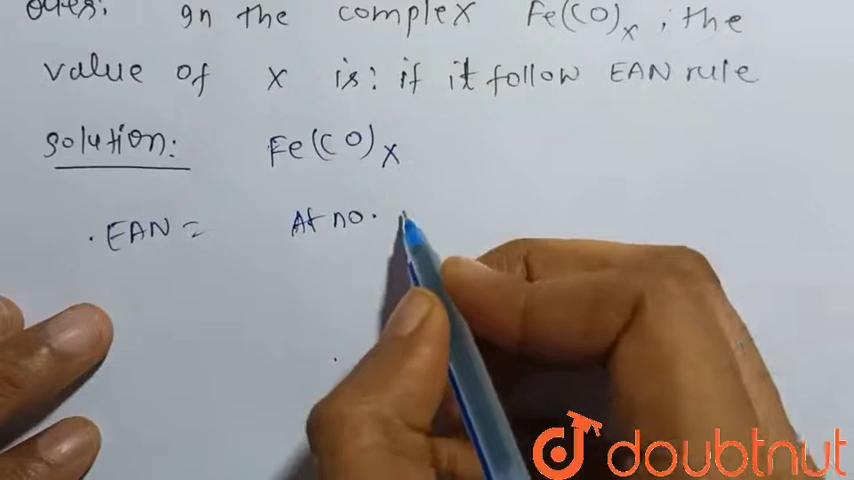 Ques: In the complex Fe(CO)x ; the
value of x is: if it follow EAN rule
solution: Fe(CO)x
. EAN = At no.
doubtnut